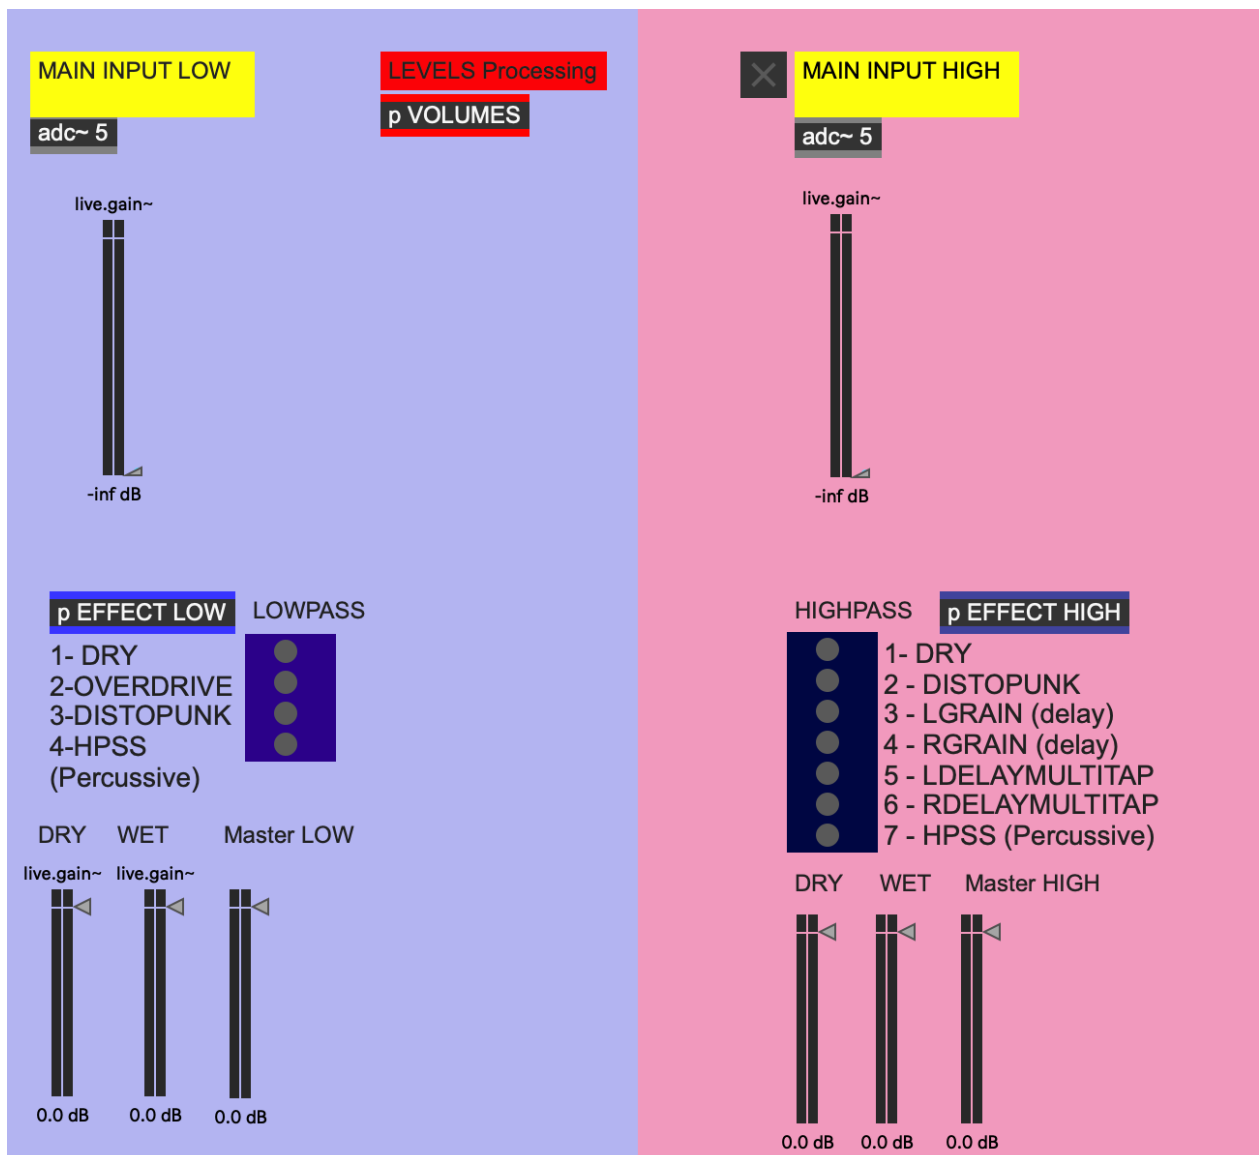 MAIN INPUT LOW
adc~ 5
LEVELS Processing
p VOLUMES
live.gain~
-inf dB
p EFFECT LOW
LOWPASS
1- DRY
2-OVERDRIVE
3-DISTOPUNK
4-HPSS
(Percussive)
DRY
WET
Master LOW
live.gain~
live.gain~
0.0 dB
0.0 dB
0.0 dB
MAIN INPUT HIGH
adc~ 5
live.gain~
-inf dB
HIGHPASS
p EFFECT HIGH
1- DRY
2 - DISTOPUNK
3 - LGRAIN (delay)
4 - RGRAIN (delay)
5 - LDELAYMULTITAP
6 - RDELAYMULTITAP
7 - HPSS (Percussive)
DRY
WET
Master HIGH
0.0 dB
0.0 dB
0.0 dB